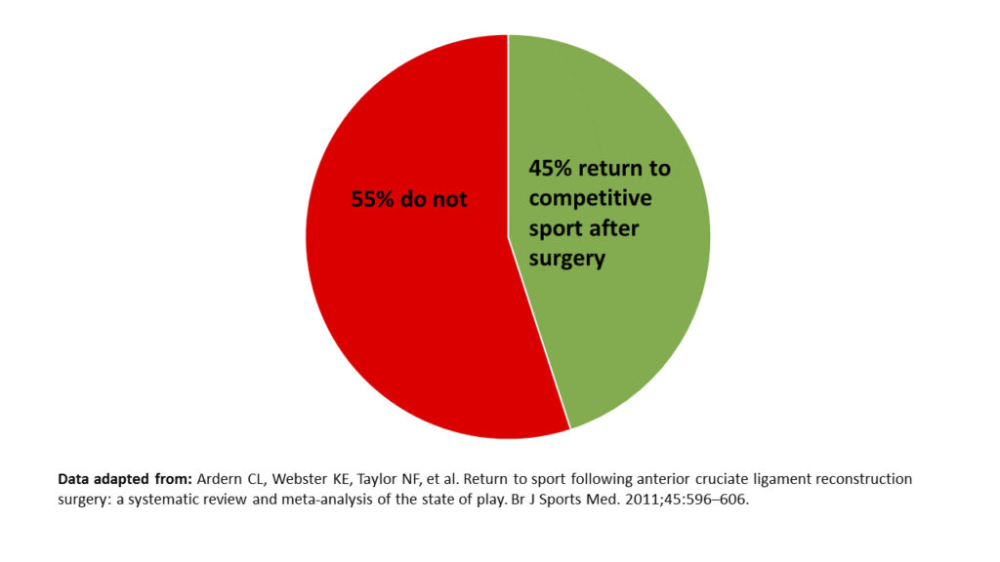 45% return to
competitive
sport after
surgery
55% do not
Data adapted from: Ardern CL, Webster KE, Taylor NF, et al. Return to sport following anterior cruciate ligament reconstruction
surgery: a systematic review and meta-analysis of the state of play. Br J Sports Med. 2011;45:596–606.